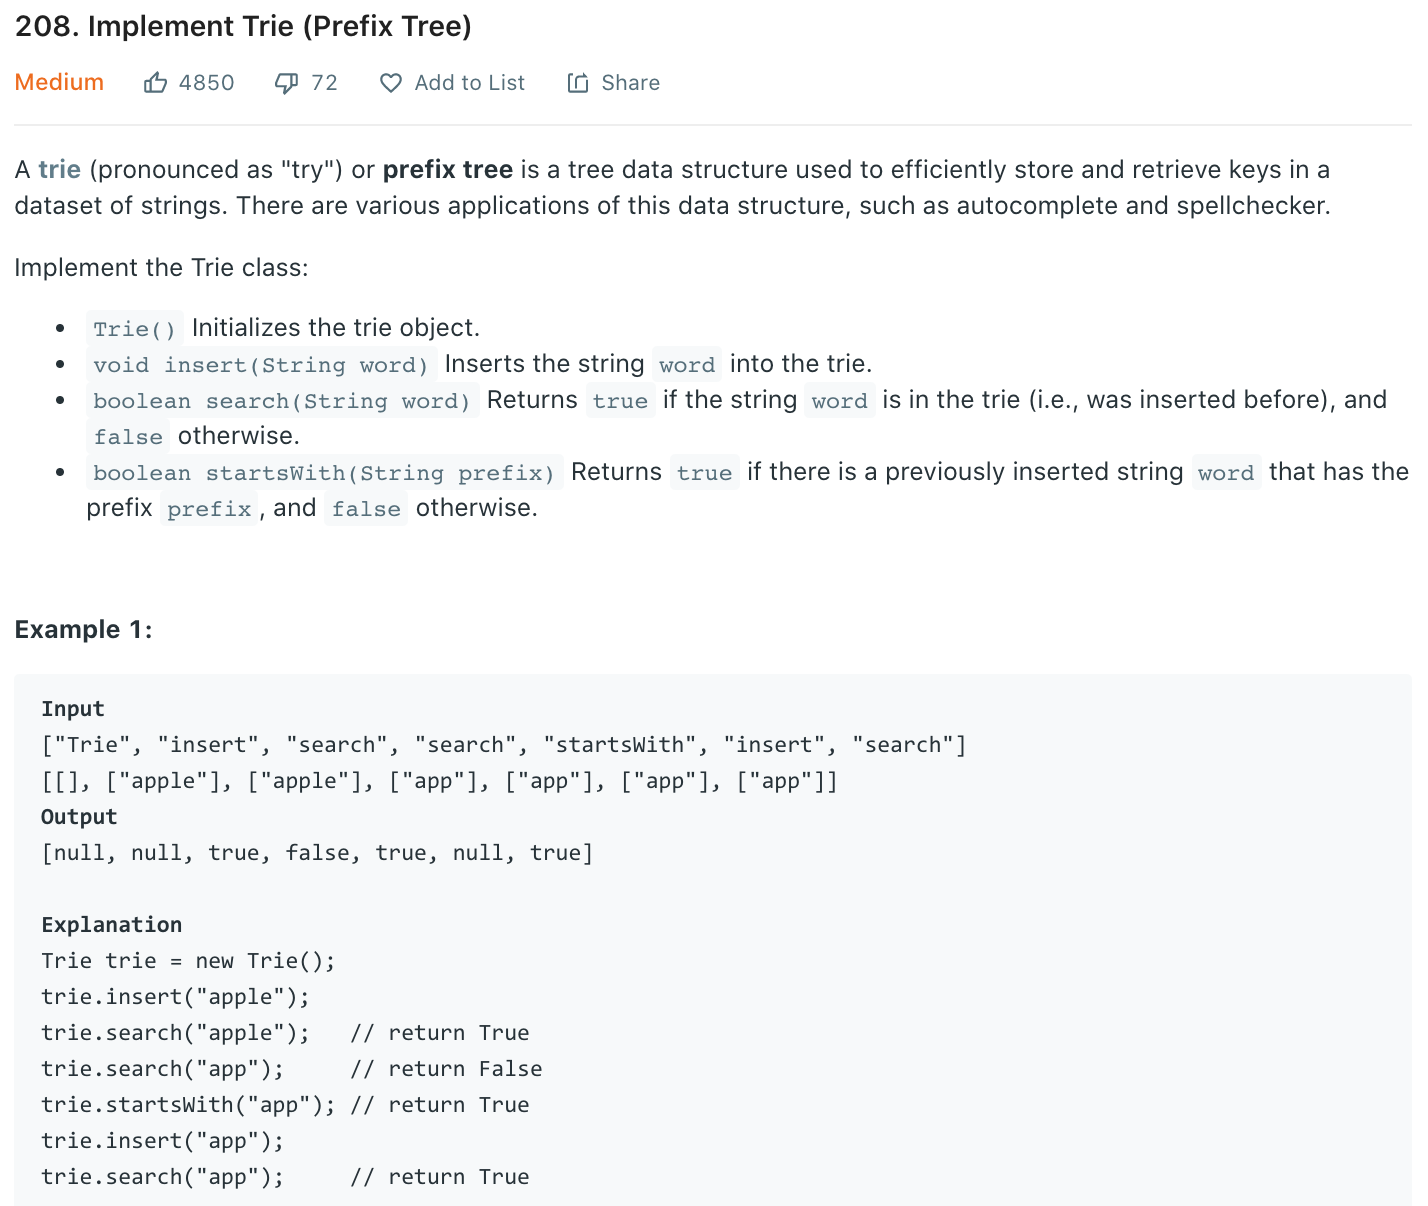 208. Implement Trie (Prefix Tree)
Medium 4850 72 Add to List Share
A trie (pronounced as "try") or prefix tree is a tree data structure used to efficiently store and retrieve keys in a
dataset of strings. There are various applications of this data structure, such as autocomplete and spellchecker.
Implement the Trie class:
• Trie() Initializes the trie object.
• void insert(String word) Inserts the string word into the trie.
• boolean search(String word) Returns true if the string word is in the trie (i.e., was inserted before), and
false otherwise.
• boolean startsWith(String prefix) Returns true if there is a previously inserted string word that has the
prefix prefix , and false otherwise.
Example 1:
Input
["Trie", "insert", "search", "search", "startsWith", "insert", "search"]
[[], ["apple"], ["apple"], ["app"], ["app"], ["app"], ["app"]]
Output
[null, null, true, false, true, null, true]
Explanation
Trie trie = new Trie();
trie.insert("apple");
trie.search("apple");   // return True
trie.search("app");     // return False
trie.startsWith("app"); // return True
trie.insert("app");
trie.search("app");     // return True